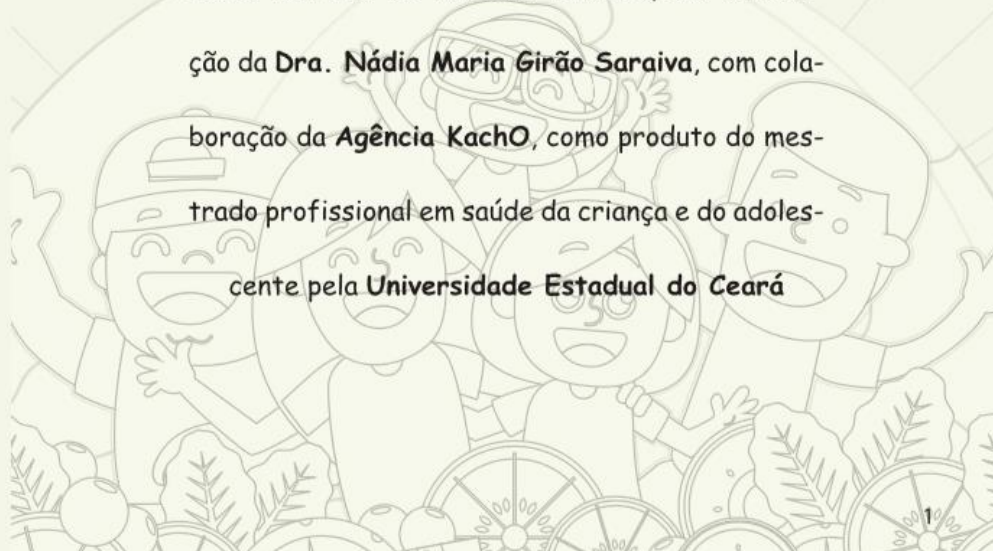 ção da Dra. Nádia Maria Girão Saraiva, com cola-
boração da Agência KachO, como produto do mes-
trado profissional em saúde da criança e do adoles-
cente pela Universidade Estadual do Ceará
1